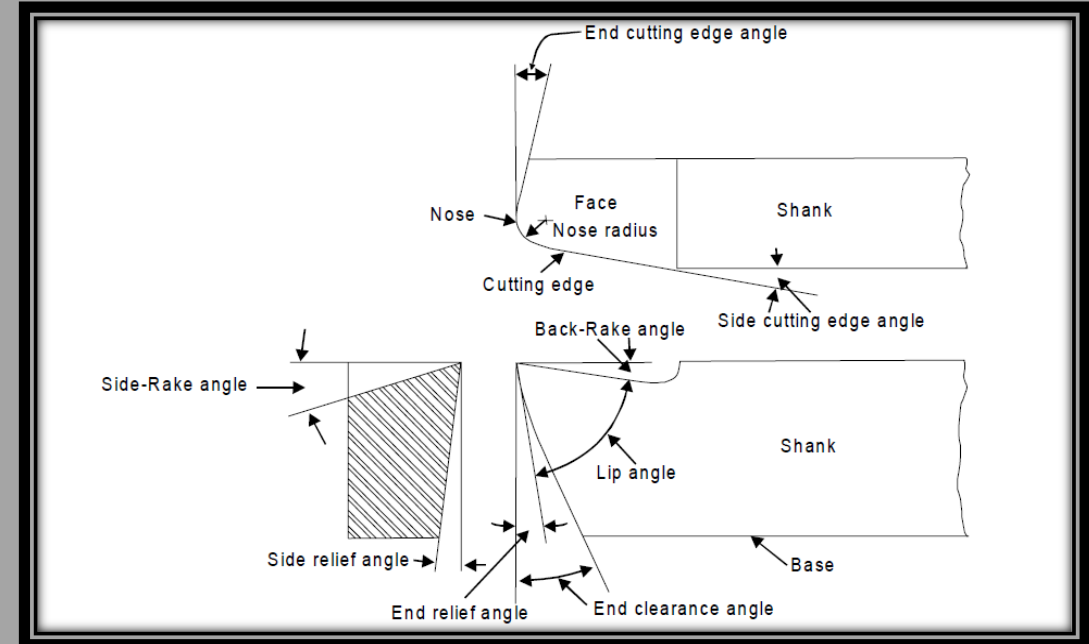 End cutting edge angle
Face
Shank
Nose
Nose radius
Cutting edge
Side cutting edge angle
Back-Rake angle
Side-Rake angle
Shank
Lip angle
Side relief angle
Base
End relief angle
End clearance angle